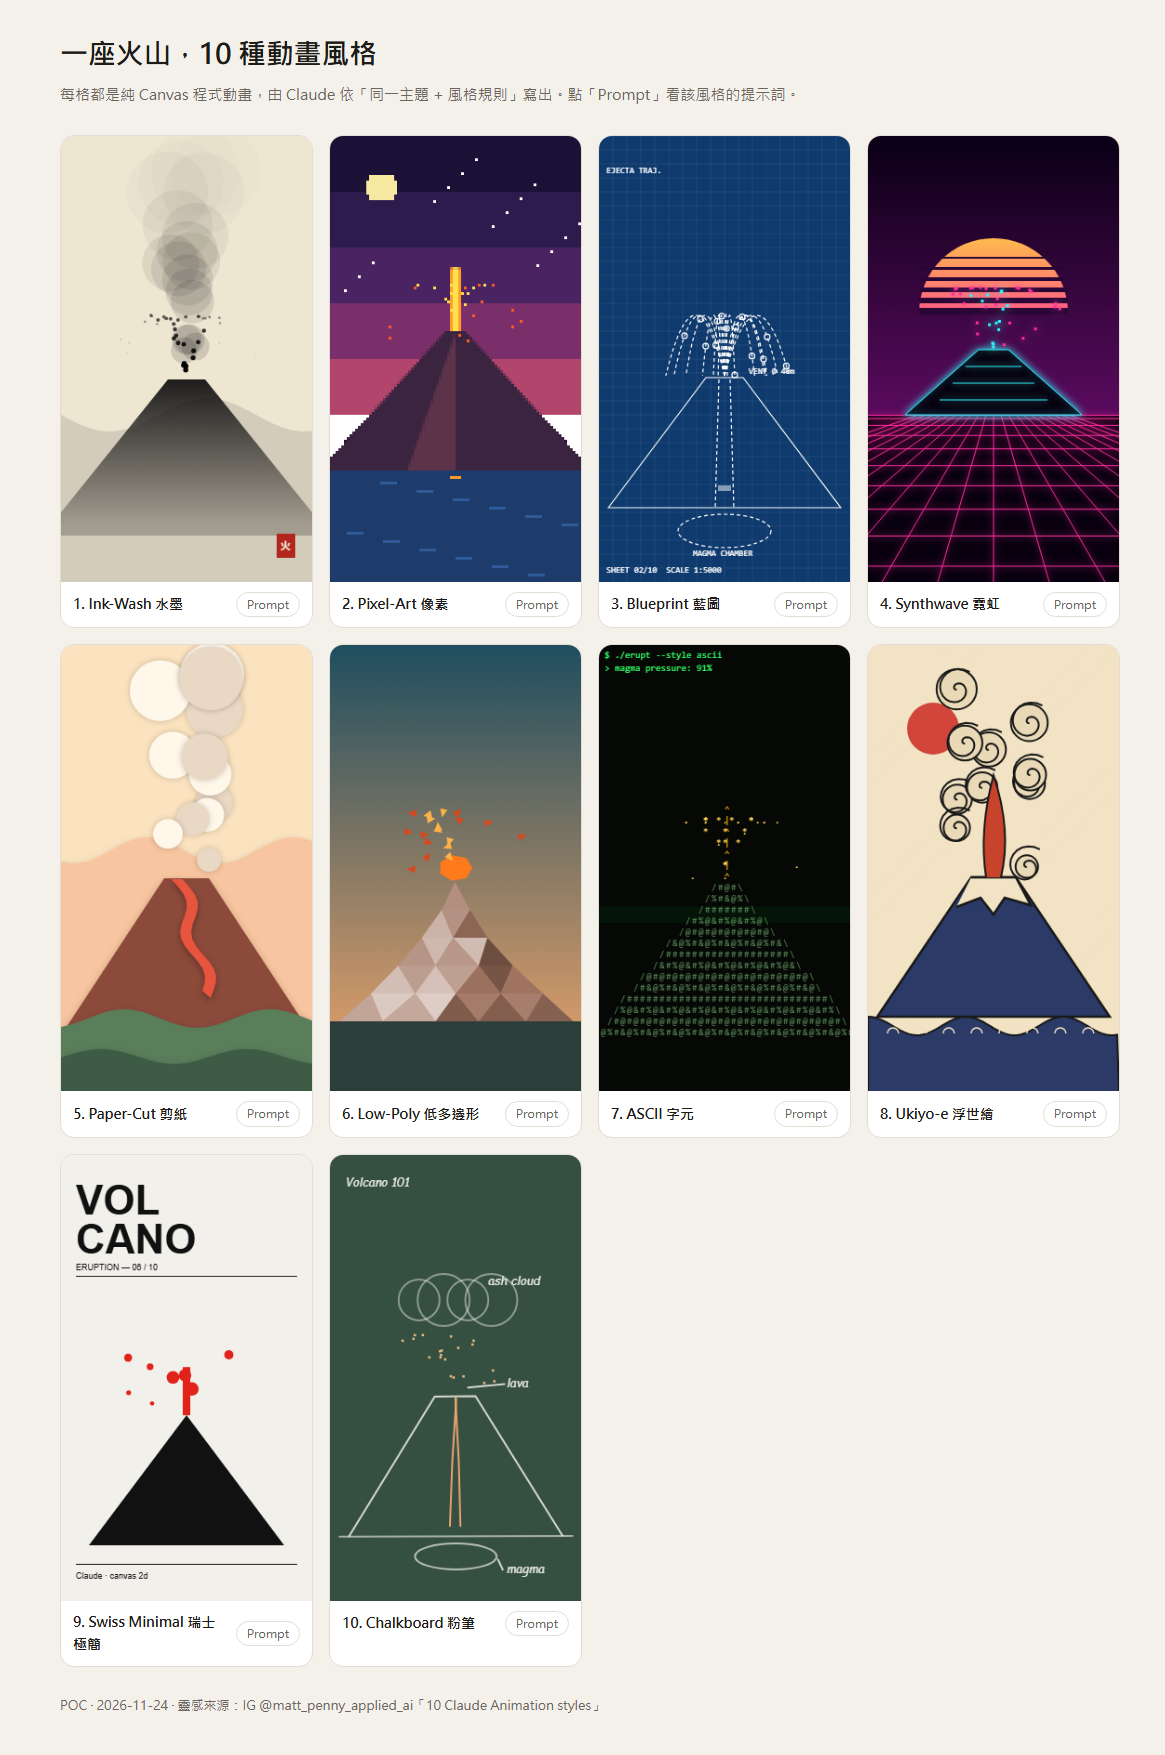 一座火山，10 種動畫風格
每格都是純 Canvas 程式動畫，由 Claude 依「同一主題 + 風格規則」寫出。點「Prompt」看該風格的提示詞。
火
1. Ink-Wash 水墨
Prompt
2. Pixel-Art 像素
Prompt
EJECTA TRAJ.
MAGMA CHAMBER
SHEET 02/10 SCALE 1:5000
3. Blueprint 藍圖
Prompt
4. Synthwave 霓虹
Prompt
5. Paper-Cut 剪紙
Prompt
6. Low-Poly 低多邊形
Prompt
$ ./erupt --style ascii
> magma pressure: 91%
7. ASCII 字元
Prompt
8. Ukiyo-e 浮世繪
Prompt
VOL
CANO
ERUPTION — 08 / 10
Claude · canvas 2d
9. Swiss Minimal 瑞士
極簡
Prompt
Volcano 101
ash cloud
lava
magma
10. Chalkboard 粉筆
Prompt
POC · 2026-11-24 · 靈感來源：IG @matt_penny_applied_ai「10 Claude Animation styles」